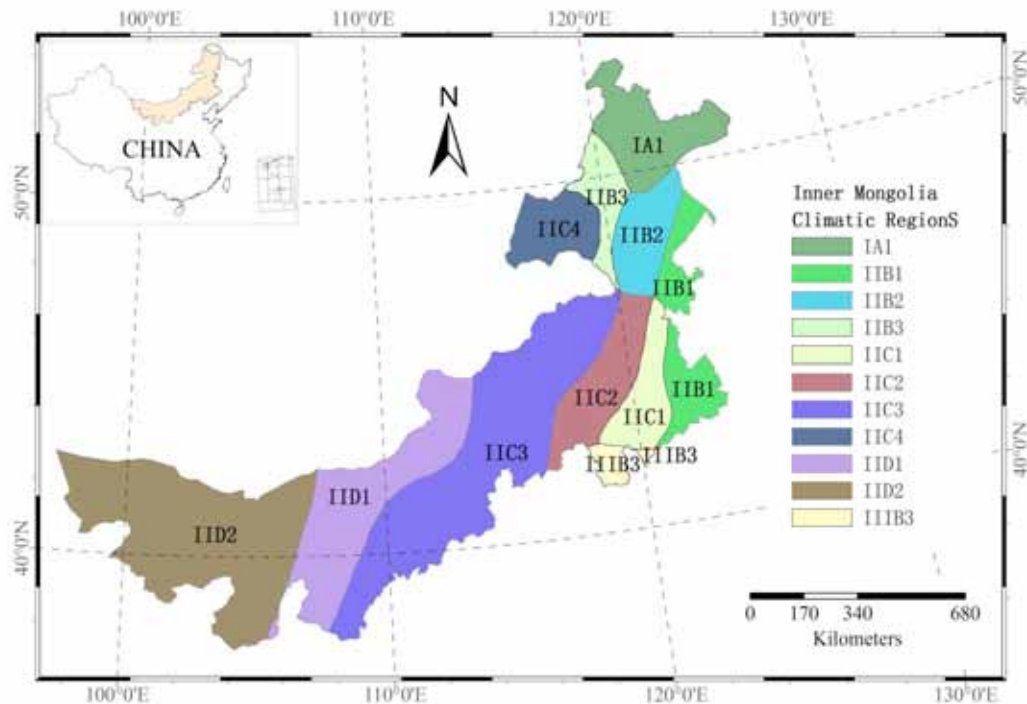 100°0'E
110°0'E
120°0'E
130°0'E
50°0'N
40°0'N
50°0'N
40°0'N
CHINA
N
IA1
IIB3
IIC4
IIB2
IIB1
IIC2
IIC1
IIB1
IIC3
IIIB3
IIIB3
IID1
IID2
Inner Mongolia
Climatic RegionS
IA1
IIB1
IIB2
IIB3
IIC1
IIC2
IIC3
IIC4
IID1
IID2
IIIB3
0 170 340 680
Kilometers
100°0'E
110°0'E
120°0'E
130°0'E